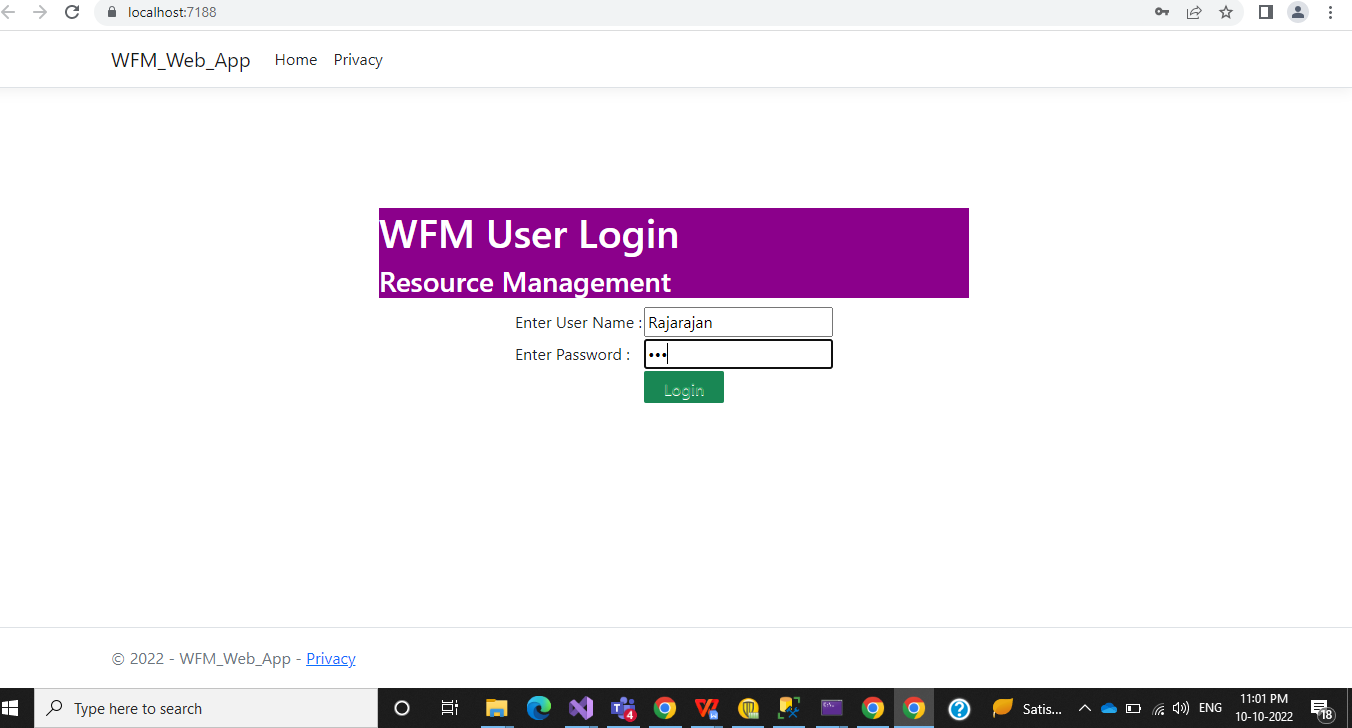 localhost:7188
WFM_Web_App Home Privacy
WFM User Login
Resource Management
Enter User Name : Rajarajan
Enter Password : •••
Login
© 2022 - WFM_Web_App - Privacy
Type here to search
4
Satis...
ENG
11:01 PM
10-10-2022
18